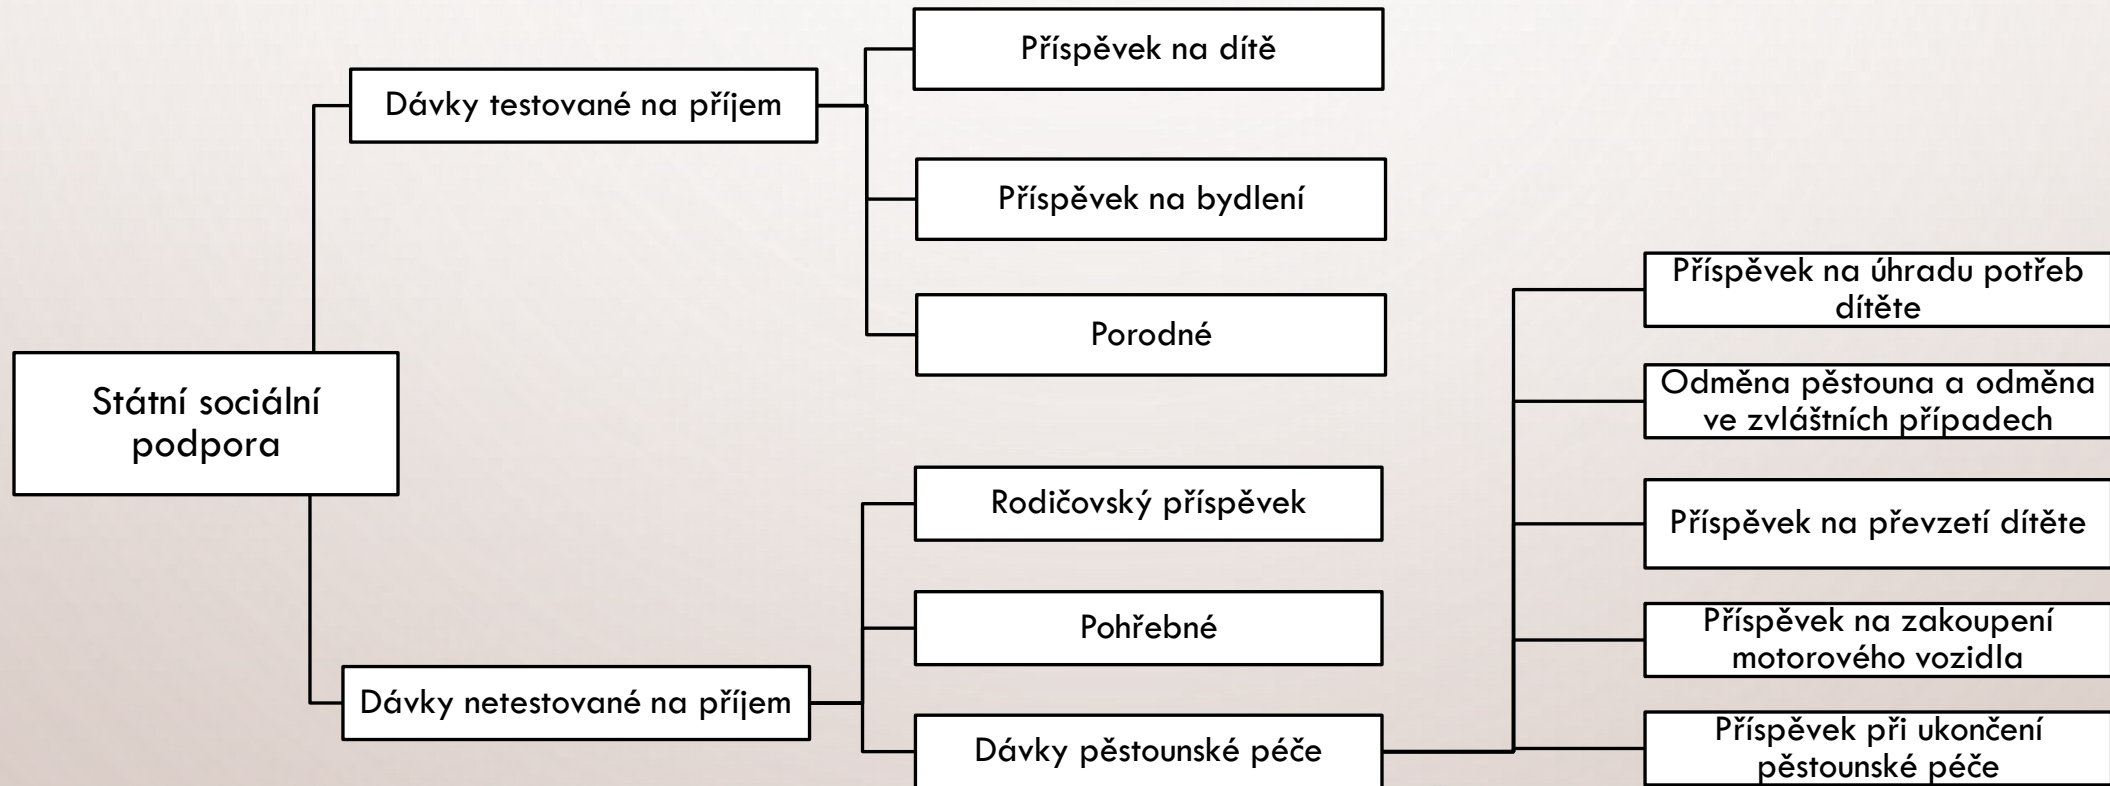 Státní sociální
podpora
Dávky testované na příjem
Příspěvek na dítě
Příspěvek na bydlení
Porodné
Dávky netestované na příjem
Rodičovský příspěvek
Pohřebné
Dávky pěstounské péče
Příspěvek na úhradu potřeb
dítěte
Odměna pěstouna a odměna
ve zvláštních případech
Příspěvek na převzetí dítěte
Příspěvek na zakoupení
motorového vozidla
Příspěvek při ukončení
pěstounské péče